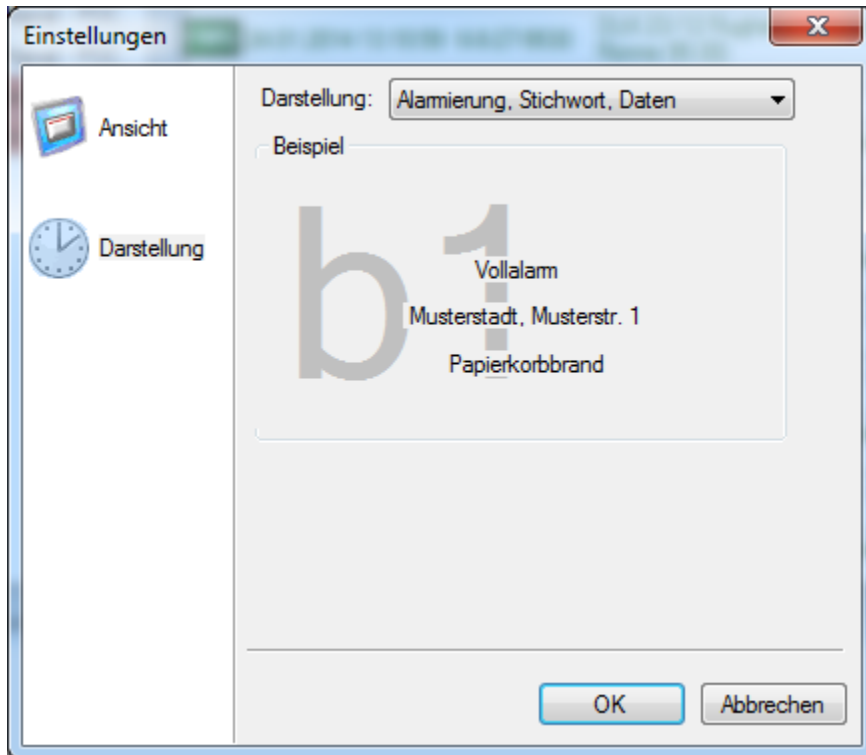 Einstellungen
Ansicht
Darstellung
Darstellung: Alarmierung, Stichwort, Daten
Beispiel
b1
Vollalarm
Musterstadt, Musterstr. 1
Papierkorbbrand
OK
Abbrechen